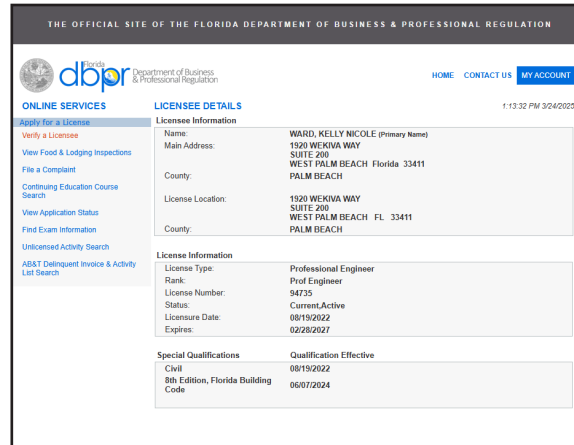 THE OFFICIAL SITE OF THE FLORIDA DEPARTMENT OF BUSINESS & PROFESSIONAL REGULATION
Florida
dbpr Department of Business
& Professional Regulation
HOME CONTACT US MY ACCOUNT
ONLINE SERVICES
Apply for a License
Verify a Licensee
View Food & Lodging Inspections
File a Complaint
Continuing Education Course
Search
View Application Status
Find Exam Information
Unlicensed Activity Search
AB&T Delinquent Invoice & Activity
List Search
LICENSEE DETAILS 1:13:32 PM 3/24/2025
Licensee Information
Name: WARD, KELLY NICOLE (Primary Name)
Main Address: 1920 WEKIVA WAY
SUITE 200
WEST PALM BEACH Florida 33411
County: PALM BEACH
License Location: 1920 WEKIVA WAY
SUITE 200
WEST PALM BEACH FL 33411
County: PALM BEACH
License Information
License Type: Professional Engineer
Rank: Prof Engineer
License Number: 94735
Status: Current,Active
Licensure Date: 08/19/2022
Expires: 02/28/2027
Special Qualifications Qualification Effective
Civil 08/19/2022
8th Edition, Florida Building
Code 06/07/2024